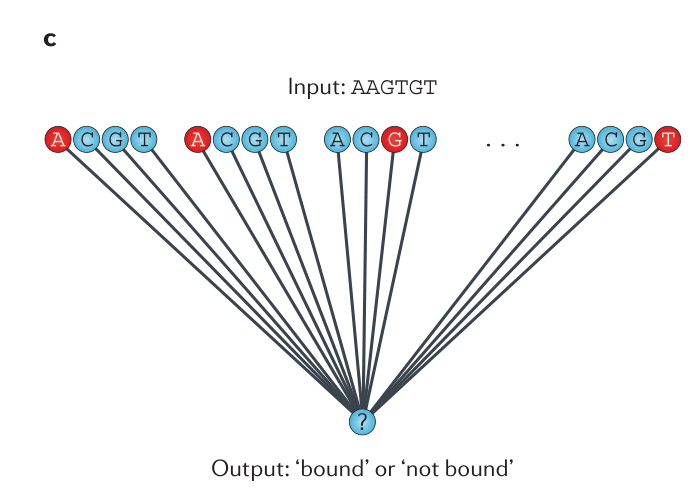 c
Input: AAGTGT
A C G T A C G T A C G T . . . A C G T
?
Output: ‘bound’ or ‘not bound’